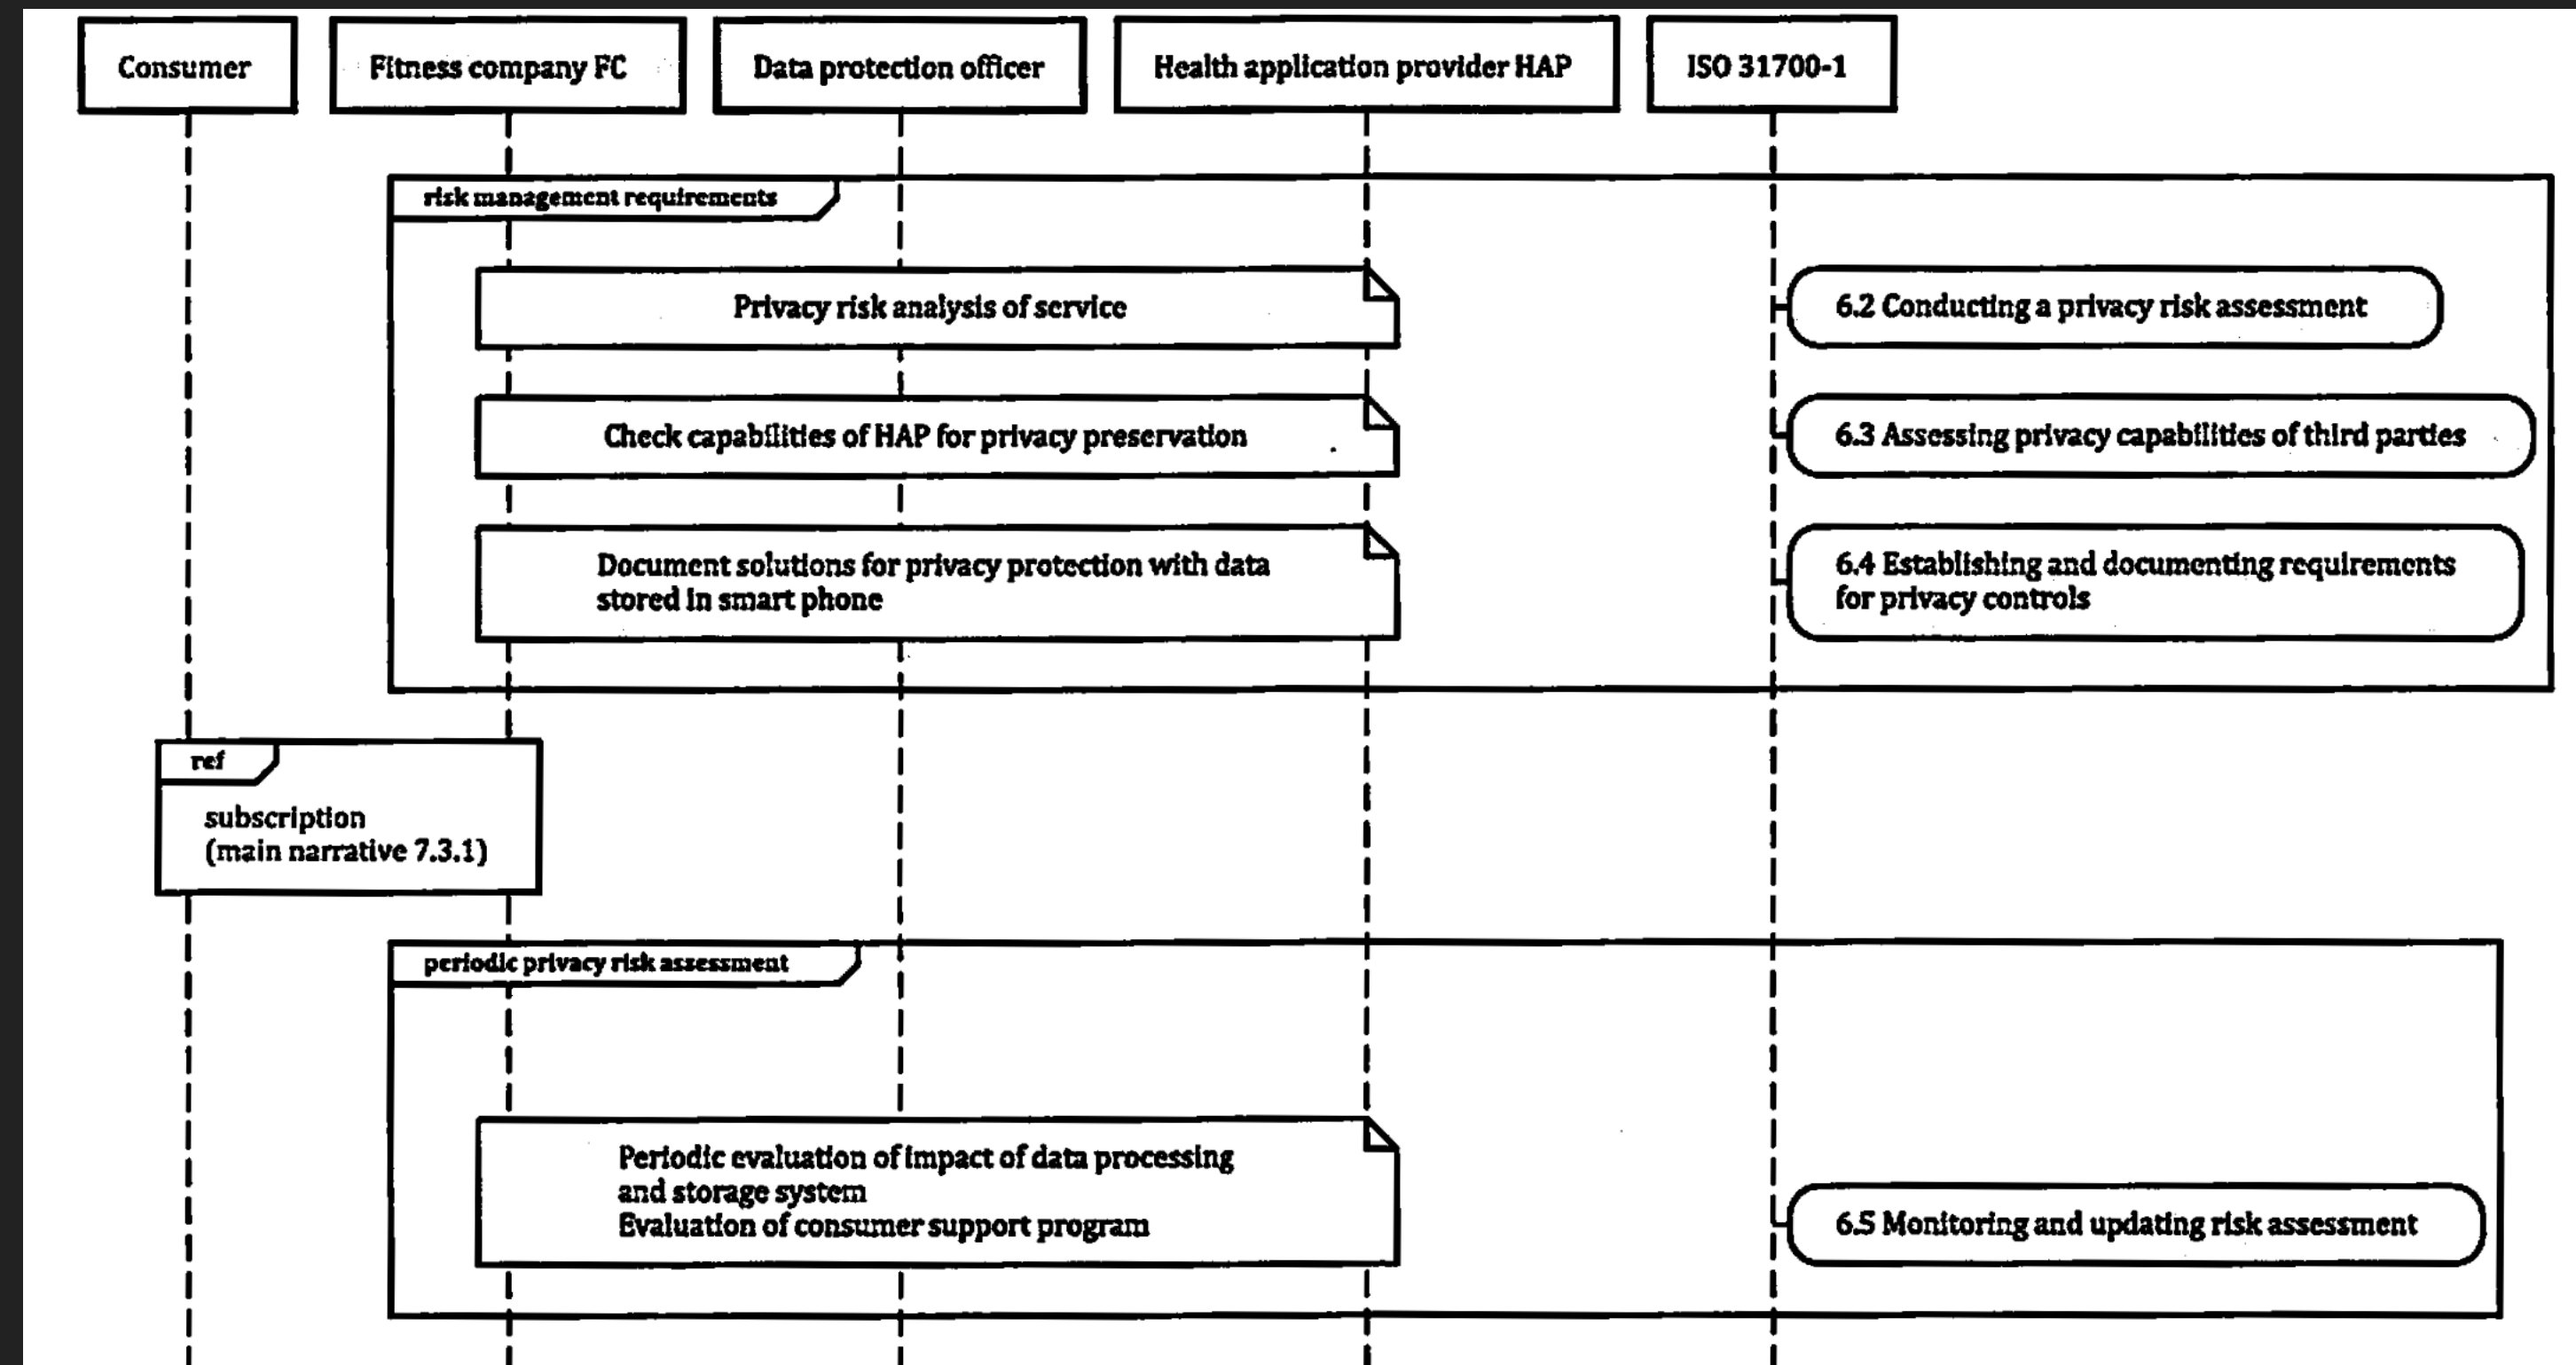 Consumer
Fitness company FC
Data protection officer
Health application provider HAP
ISO 31700-1
risk management requirements
Privacy risk analysis of service
6.2 Conducting a privacy risk assessment
Check capabilities of HAP for privacy preservation
6.3 Assessing privacy capabilities of third parties
Document solutions for privacy protection with data
stored in smart phone
6.4 Establishing and documenting requirements
for privacy controls
ref
subscription
(main narrative 7.3.1)
periodic privacy risk assessment
Periodic evaluation of impact of data processing
and storage system
Evaluation of consumer support program
6.5 Monitoring and updating risk assessment